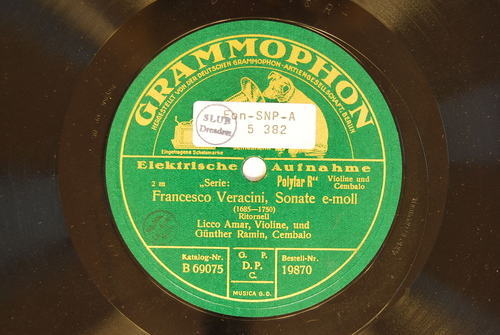 GRAMMOPHON
HERGESTELLT VON DER DEUTSCHEN GRAMMOPHON-AKTIENGESELLSCHAFT, BERLIN
SLUB
Dresden
Fon-SNP-A
5 382
Eingetragene Schutzmarke
Elektrische Aufnahme
2 m „Serie: Polyfar R“ Violine und
Cembalo
Francesco Veracini, Sonate e-moll
(1685—1750)
Ritornell
Licco Amar, Violine, und
Günther Ramin, Cembalo
Katalog-Nr. G. P. Bestell-Nr.
B 69075 D.P. 19870
C.
MUSICA G. D.